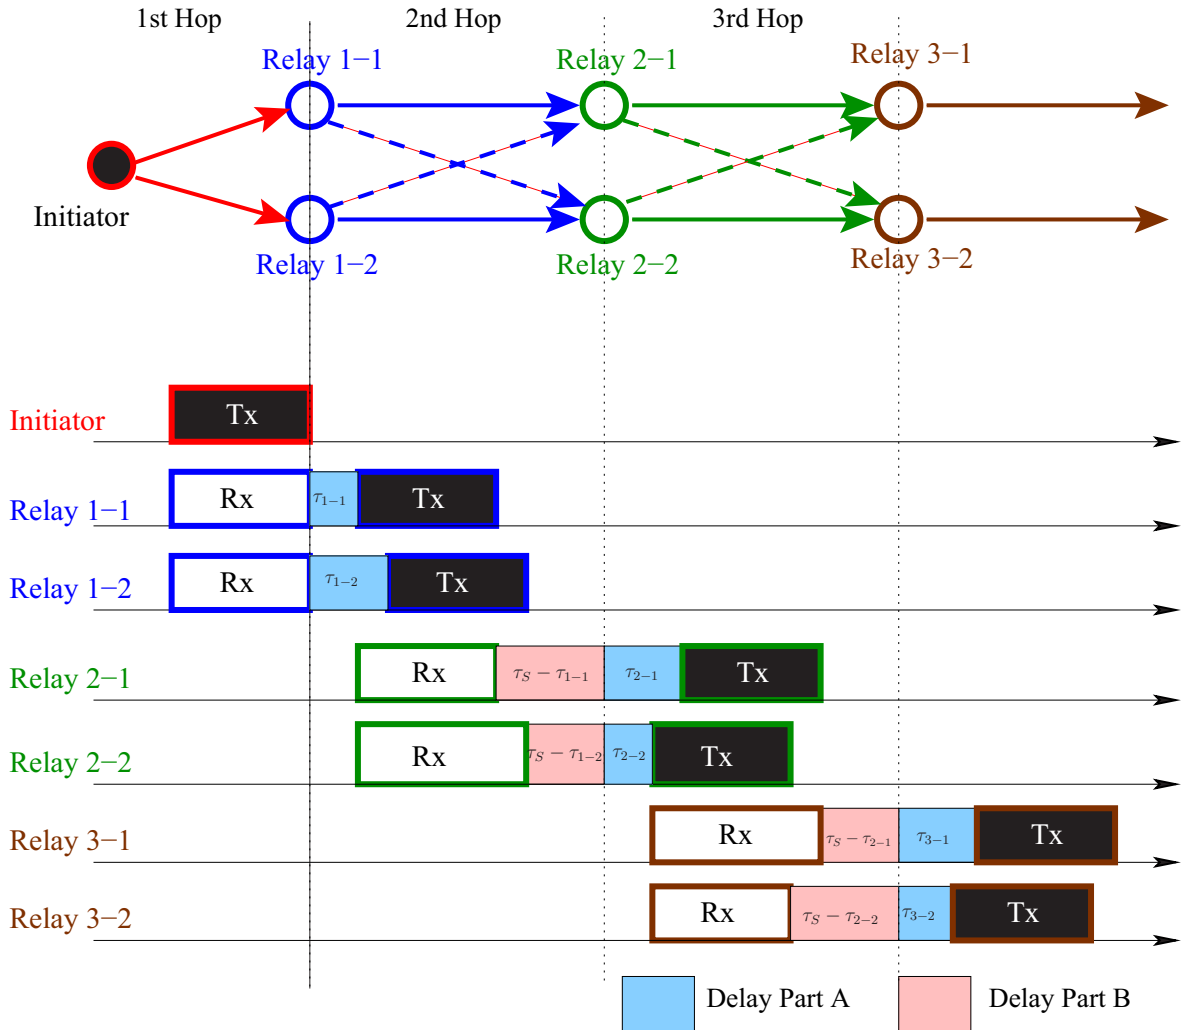 1st Hop 2nd Hop 3rd Hop
Relay 1−1 Relay 2−1 Relay 3−1
Initiator
Relay 1−2 Relay 2−2 Relay 3−2
Initiator Tx
Relay 1−1 Rx τ1−1 Tx
Relay 1−2 Rx τ1−2 Tx
Relay 2−1 Rx τS − τ1−1 τ2−1 Tx
Relay 2−2 Rx τS − τ1−2 τ2−2 Tx
Relay 3−1 Rx τS − τ2−1 τ3−1 Tx
Relay 3−2 Rx τS − τ2−2 τ3−2 Tx
Delay Part A Delay Part B